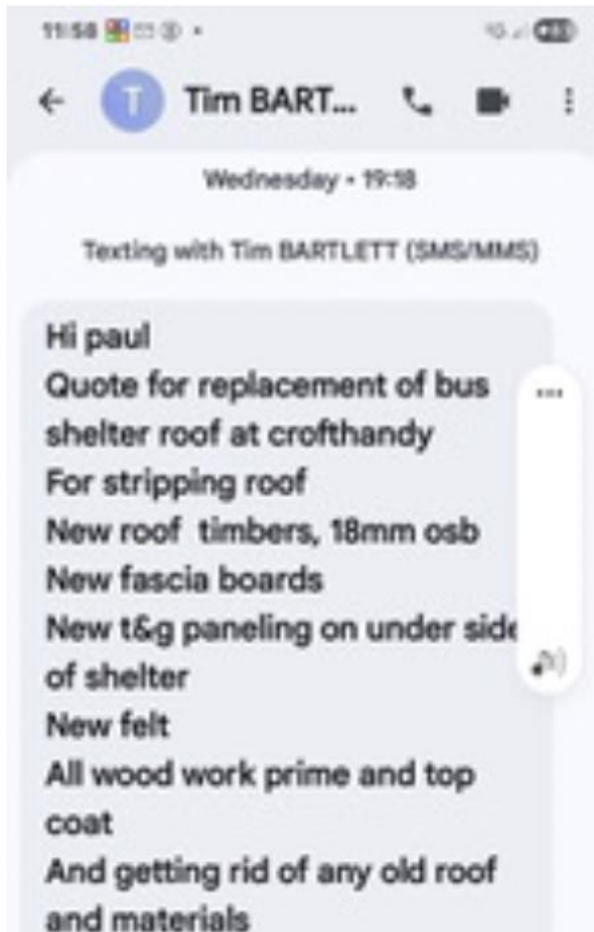 11:58
Tim BART...
Wednesday • 19:18
Texting with Tim BARTLETT (SMS/MMS)
Hi paul
Quote for replacement of bus
shelter roof at crofthandy
For stripping roof
New roof timbers, 18mm osb
New fascia boards
New t&g paneling on under side
of shelter
New felt
All wood work prime and top
coat
And getting rid of any old roof
and materials